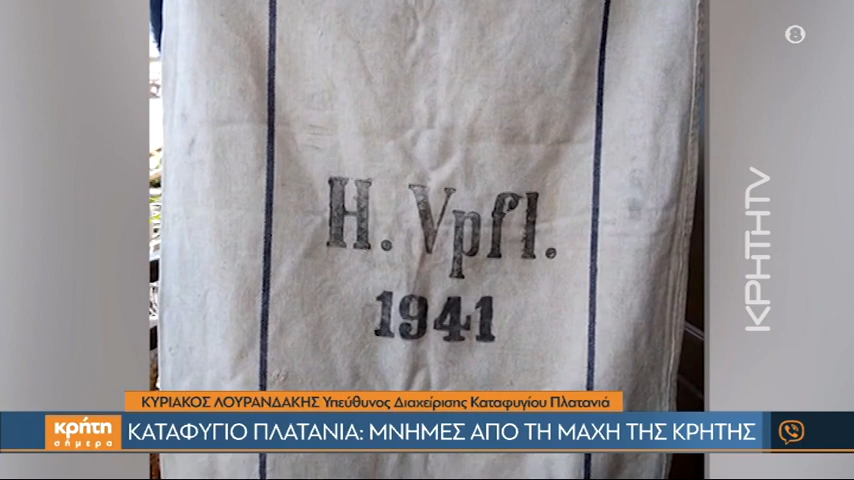 8
ΚΡΗΤΗTV
H. Vpfl.
1941
ΚΥΡΙΑΚΟΣ ΛΟΥΡΑΝΔΑΚΗΣ Υπεύθυνος Διαχείρισης Καταφυγίου Πλατανιά
κρήτη
σήμερα
ΚΑΤΑΦΥΓΙΟ ΠΛΑΤΑΝΙΑ: ΜΝΗΜΕΣ ΑΠΟ ΤΗ ΜΑΧΗ ΤΗΣ ΚΡΗΤΗΣ